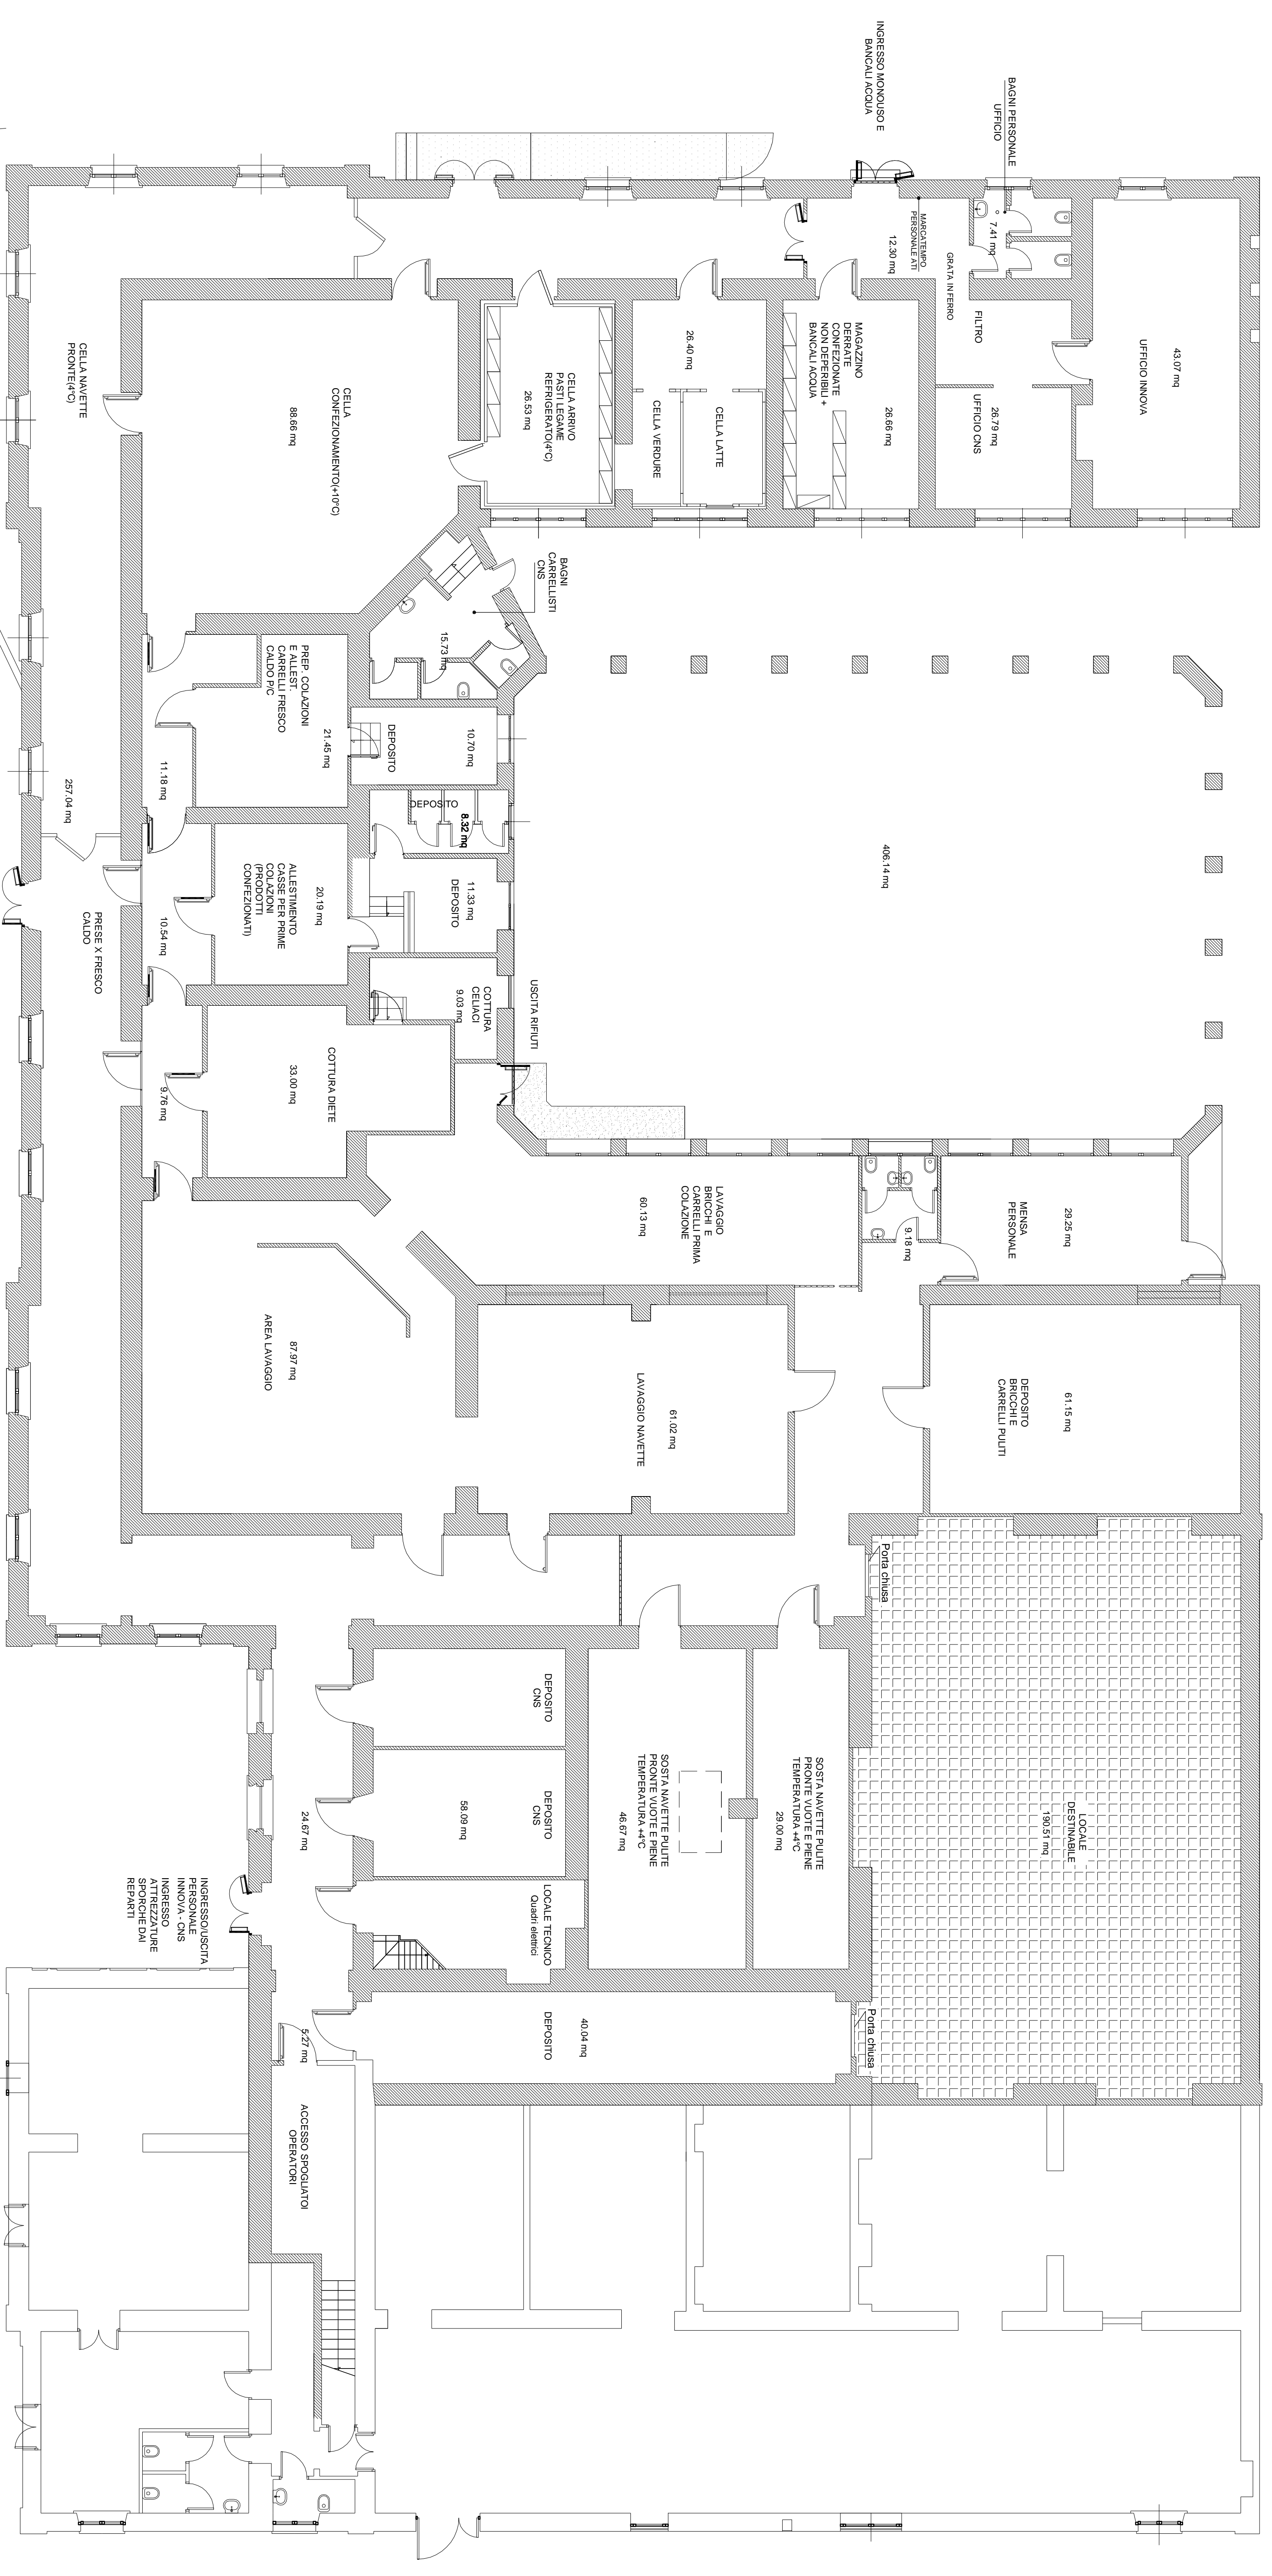 INGRESSO MONOUSO E
BANCALI ACQUA
BAGNI PERSONALE
UFFICIO
MARCATEMPO
PERSONALE ATI
12.30 mq
7.41 mq
GRATA IN FERRO
FILTRO
43.07 mq
UFFICIO INNOVA
26.79 mq
UFFICIO CNS
MAGAZZINO
DERRATE
CONFEZIONATE
NON DEPERIBILI +
BANCALI ACQUA
26.66 mq
26.40 mq
CELLA LATTE
CELLA VERDURE
CELLA ARRIVO
PASTI LEGAME
REFRIGERATO(4°C)
26.53 mq
CELLA
CONFEZIONAMENTO(+10°C)
88.66 mq
CELLA NAVETTE
PRONTE(4°C)
BAGNI
CARRELLISTI
CNS
15.73 mq
PREP. COLAZIONI
E ALLEST.
CARRELLI FRESCO
CALDO P/C
21.45 mq
10.70 mq
DEPOSITO
11.18 mq
257.04 mq
DEPOSITO
8.32 mq
11.33 mq
DEPOSITO
ALLESTIMENTO
CASSE PER PRIME
COLAZIONI
(PRODOTTI
CONFEZIONATI)
20.19 mq
10.54 mq
PRESE X FRESCO
CALDO
406.14 mq
USCITA RIFIUTI
COTTURA
CELIACI
9.03 mq
COTTURA DIETE
33.00 mq
9.76 mq
LAVAGGIO
BRICCHI E
CARRELLI PRIMA
COLAZIONE
60.13 mq
9.18 mq
MENSA
PERSONALE
29.25 mq
87.97 mq
AREA LAVAGGIO
61.02 mq
LAVAGGIO NAVETTE
61.15 mq
DEPOSITO
BRICCHI E
CARRELLI PULITI
Porta chiusa
DEPOSITO
CNS
DEPOSITO
CNS
58.09 mq
SOSTA NAVETTE PULITE
PRONTE VUOTE E PIENE
TEMPERATURA +4°C
46.67 mq
SOSTA NAVETTE PULITE
PRONTE VUOTE E PIENE
TEMPERATURA +4°C
29.00 mq
LOCALE
DESTINABILE
190.51 mq
24.67 mq
LOCALE TECNICO
Quadri elettrici
INGRESSO/USCITA
PERSONALE
INNOVA - CNS
INGRESSO
ATTREZZATURE
SPORCHE DAI
REPARTI
40.04 mq
DEPOSITO
Porta chiusa
5.27 mq
ACCESSO SPOGLIATOI
OPERATORI